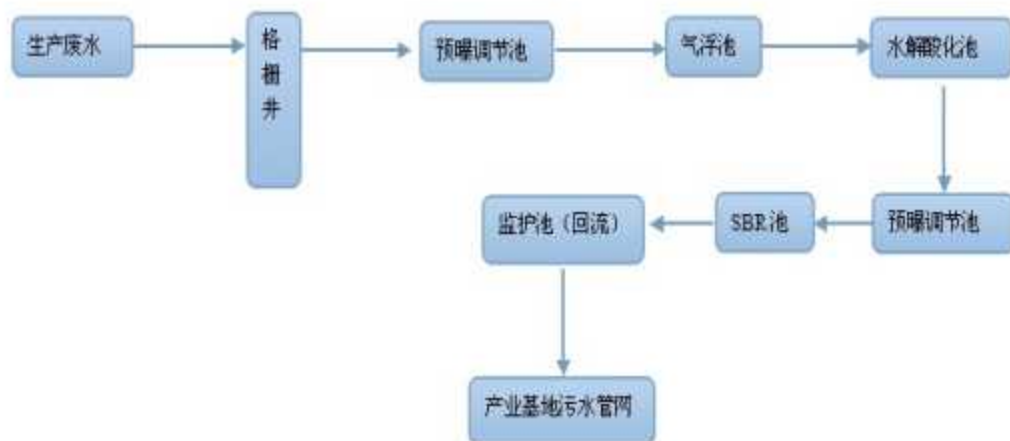 生产废水
格栅井
预曝调节池
气浮池
水解酸化池
预曝调节池
SBR池
监护池（回流）
产业基地污水管网